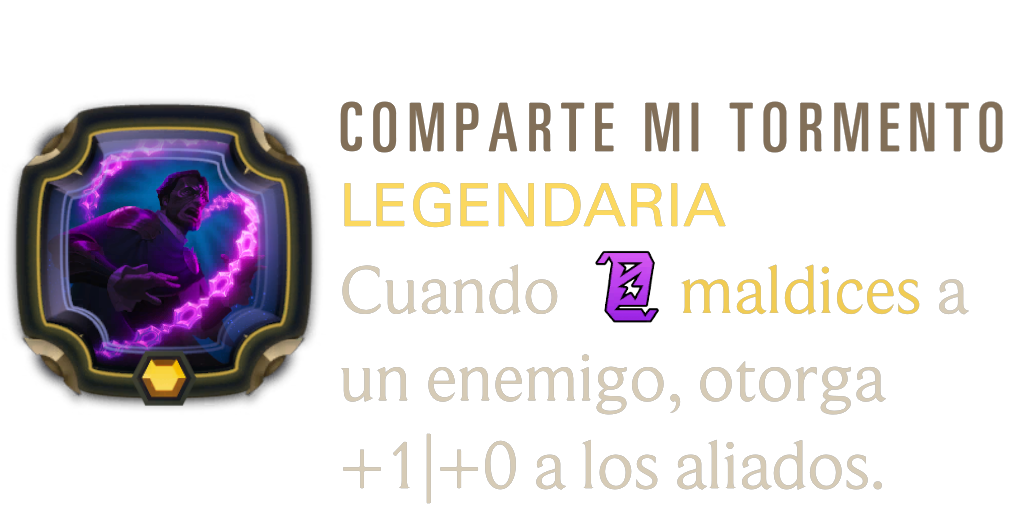 COMPARTE MI TORMENTO
LEGENDARIA
Cuando maldices a
un enemigo, otorga
+1|+0 a los aliados.